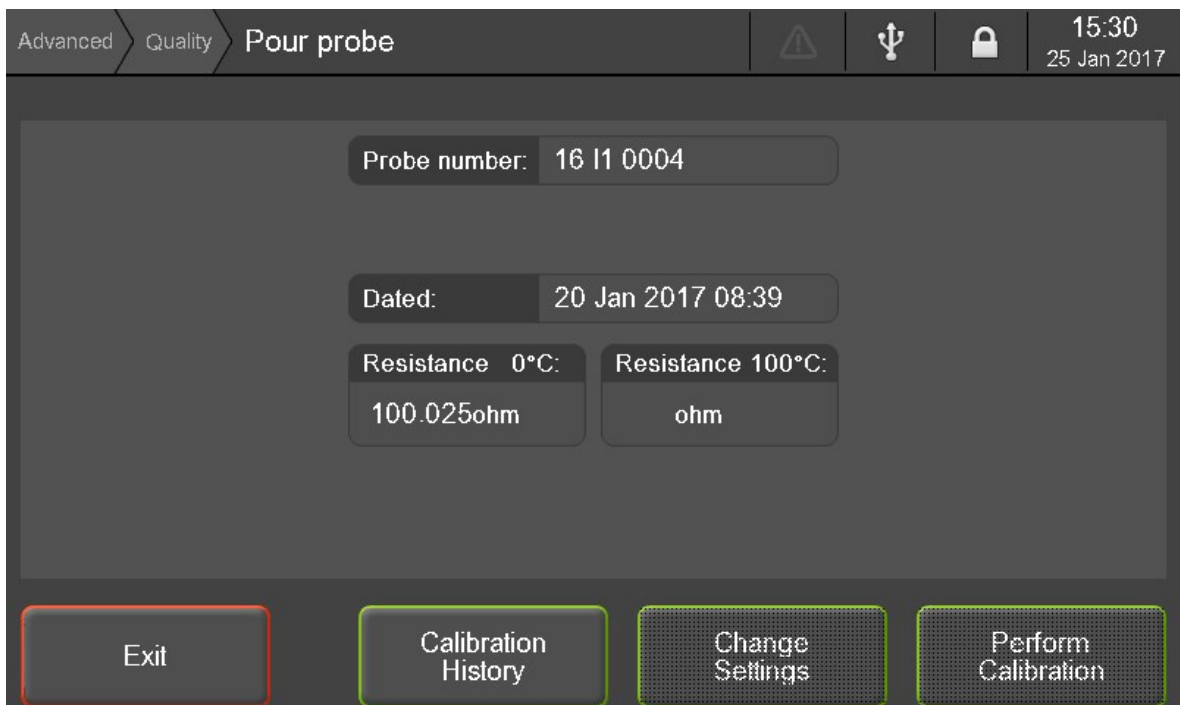 Advanced Quality Pour probe 15:30
25 Jan 2017
Probe number: 16 I1 0004
Dated: 20 Jan 2017 08:39
Resistance 0°C: Resistance 100°C:
100.025ohm ohm
Exit Calibration History Change Settings Perform Calibration